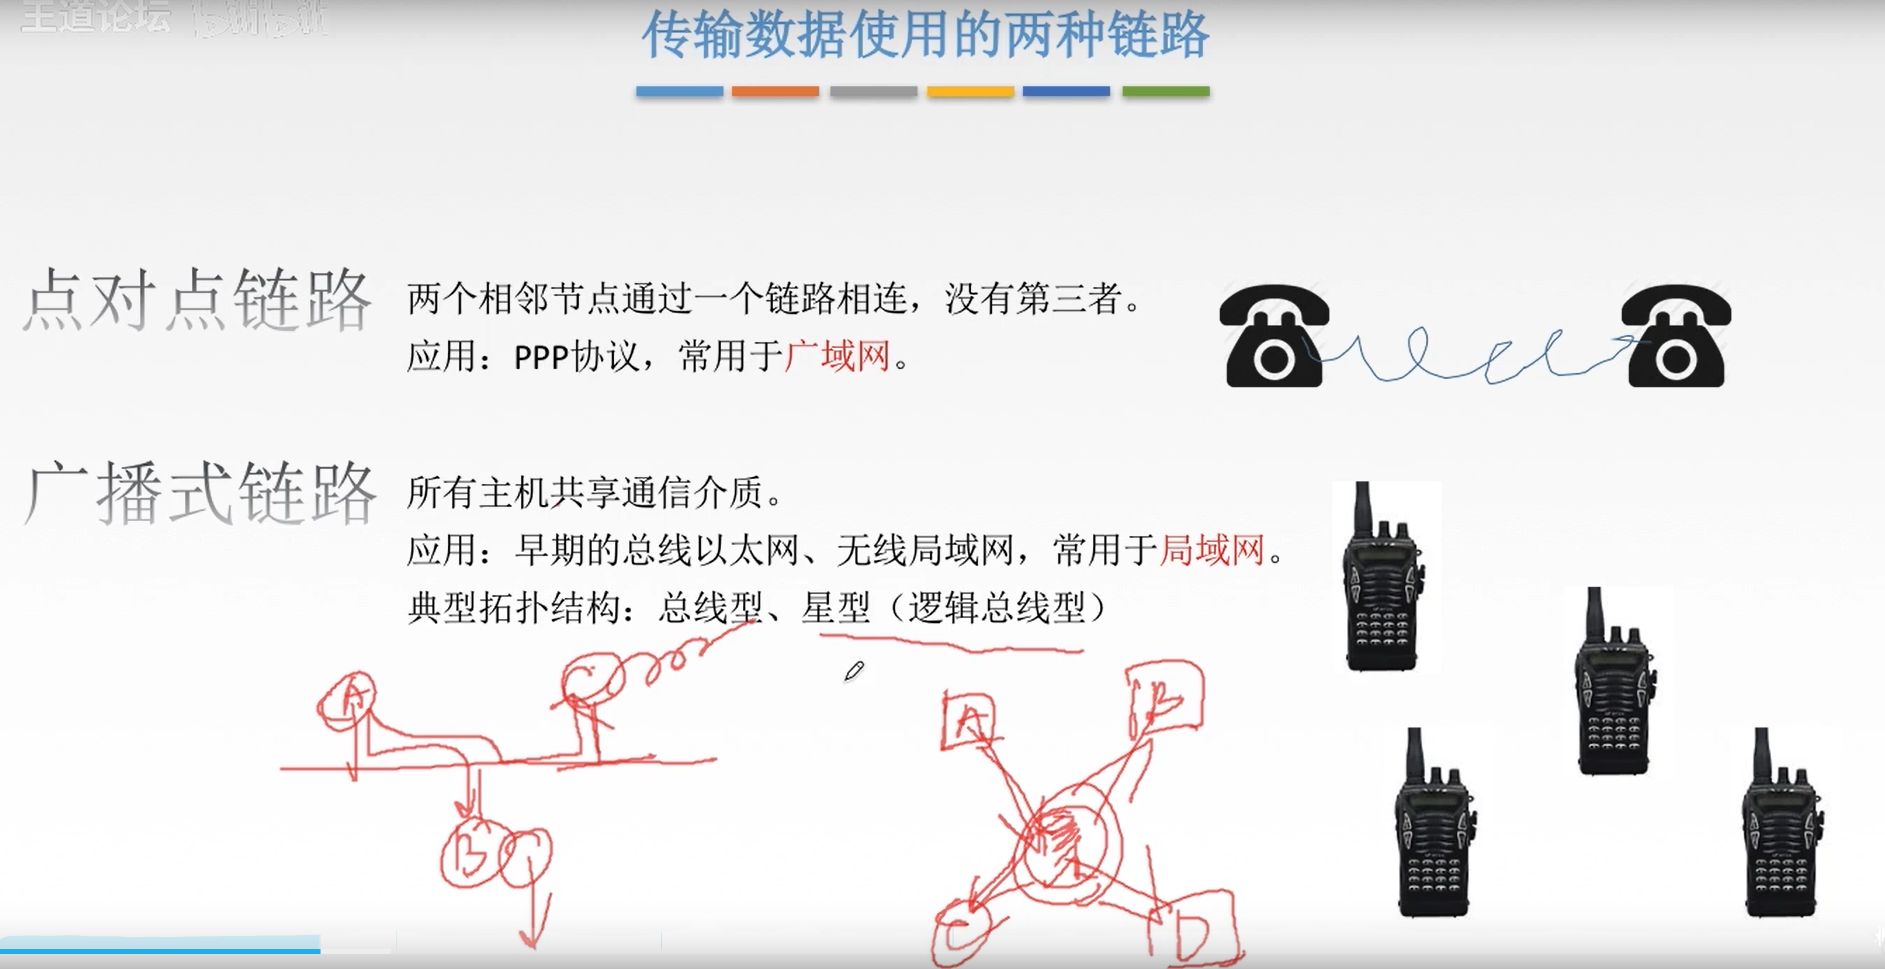 王道论坛 bilibili
传输数据使用的两种链路
点对点链路
两个相邻节点通过一个链路相连，没有第三者。
应用：PPP协议，常用于广域网。
广播式链路
所有主机共享通信介质。
应用：早期的总线以太网、无线局域网，常用于局域网。
典型拓扑结构：总线型、星型（逻辑总线型）
A
C
B
A
B
C
D